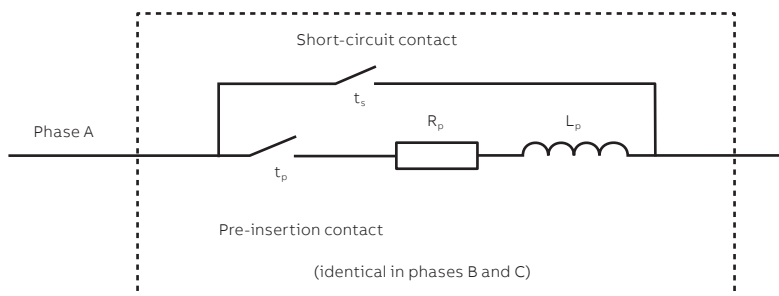 Short-circuit contact
tₛ
Phase A
Rₚ
Lₚ
tₚ
Pre-insertion contact
(identical in phases B and C)